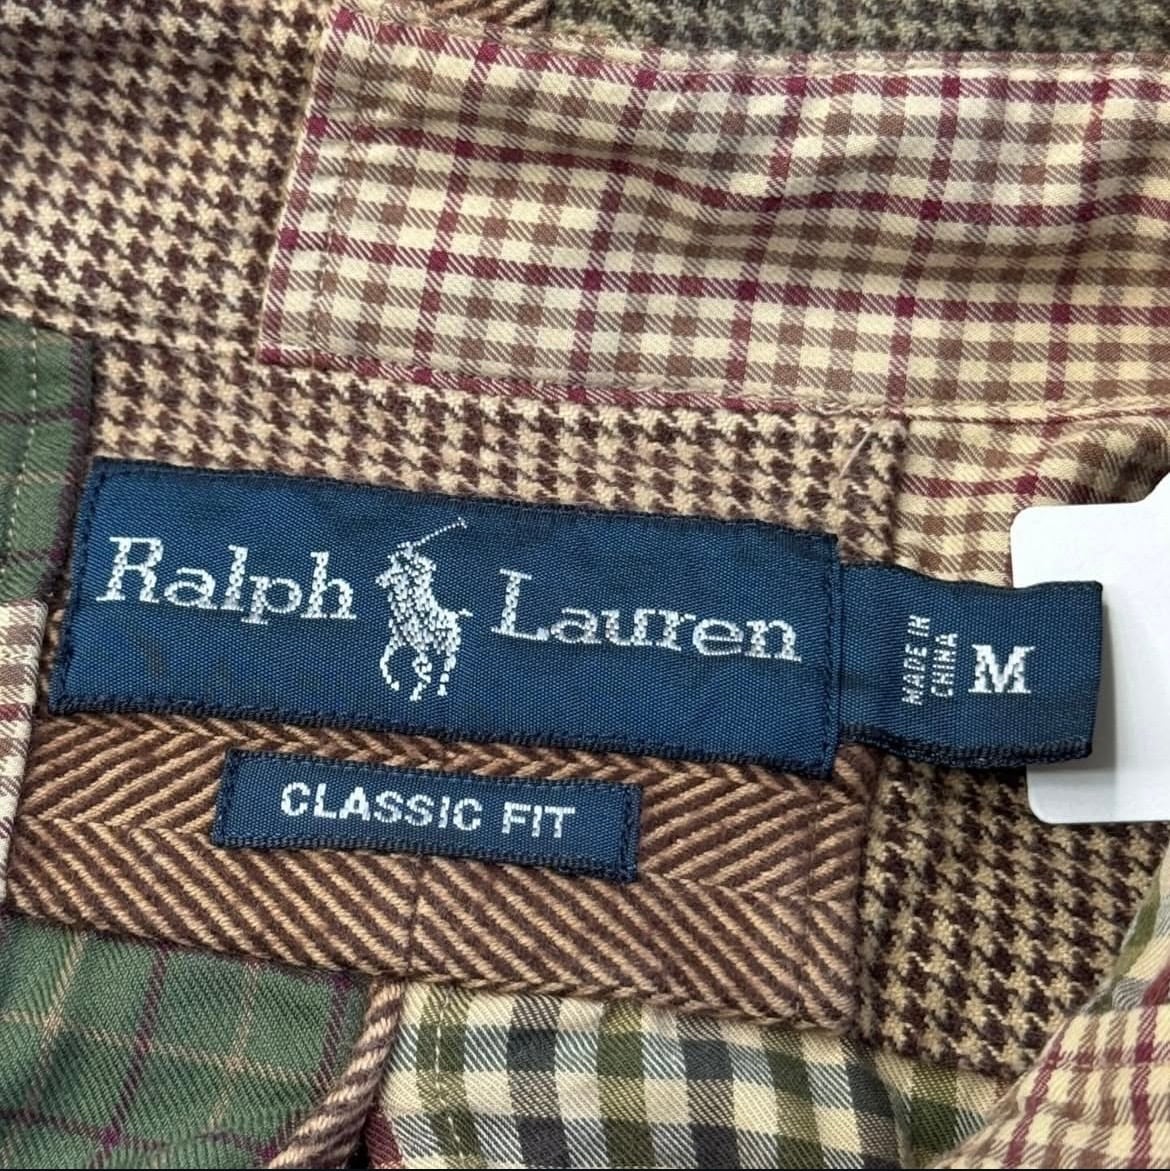 Ralph Lauren
MADE IN
CHINA
M
CLASSIC FIT